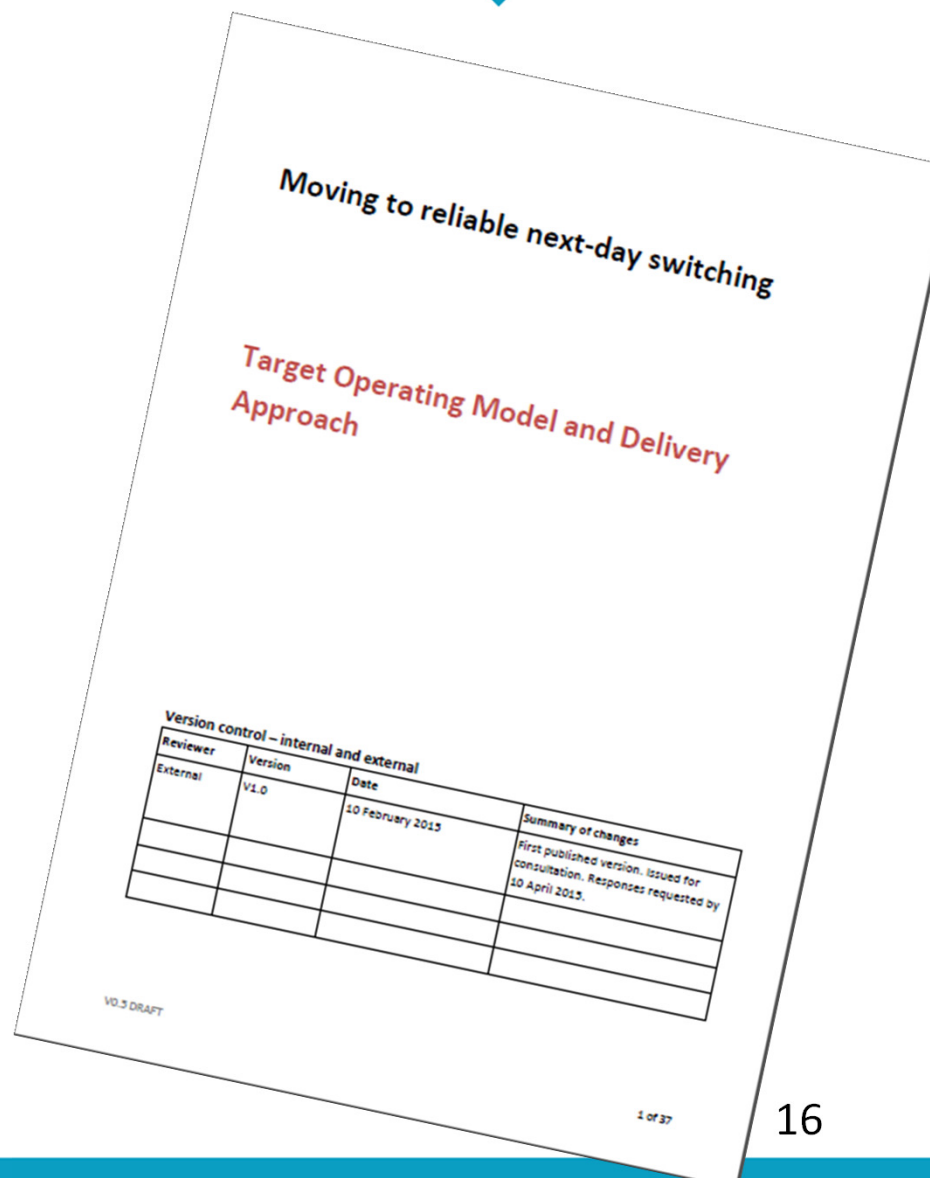 Moving to reliable next-day switching
Target Operating Model and Delivery
Approach
Version control – internal and external
Reviewer Version Date Summary of changes
External V1.0 10 February 2015 First published version. Issued for
consultation. Responses requested by
10 April 2015.
V0.5 DRAFT
1 of 37
16